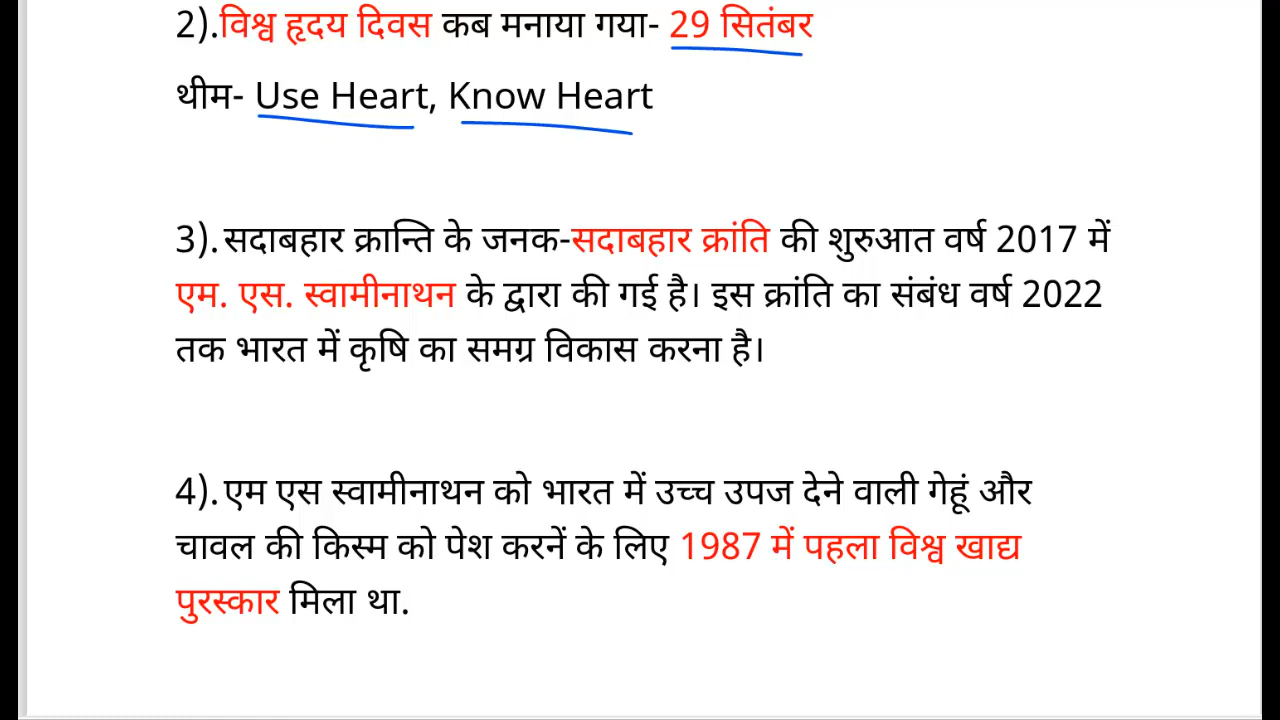 2).विश्व हृदय दिवस कब मनाया गया- 29 सितंबर
थीम- Use Heart, Know Heart
3). सदाबहार क्रान्ति के जनक-सदाबहार क्रांति की शुरुआत वर्ष 2017 में
एम. एस. स्वामीनाथन के द्वारा की गई है। इस क्रांति का संबंध वर्ष 2022
तक भारत में कृषि का समग्र विकास करना है।
4). एम एस स्वामीनाथन को भारत में उच्च उपज देने वाली गेहूं और
चावल की किस्म को पेश करनें के लिए 1987 में पहला विश्व खाद्य
पुरस्कार मिला था.